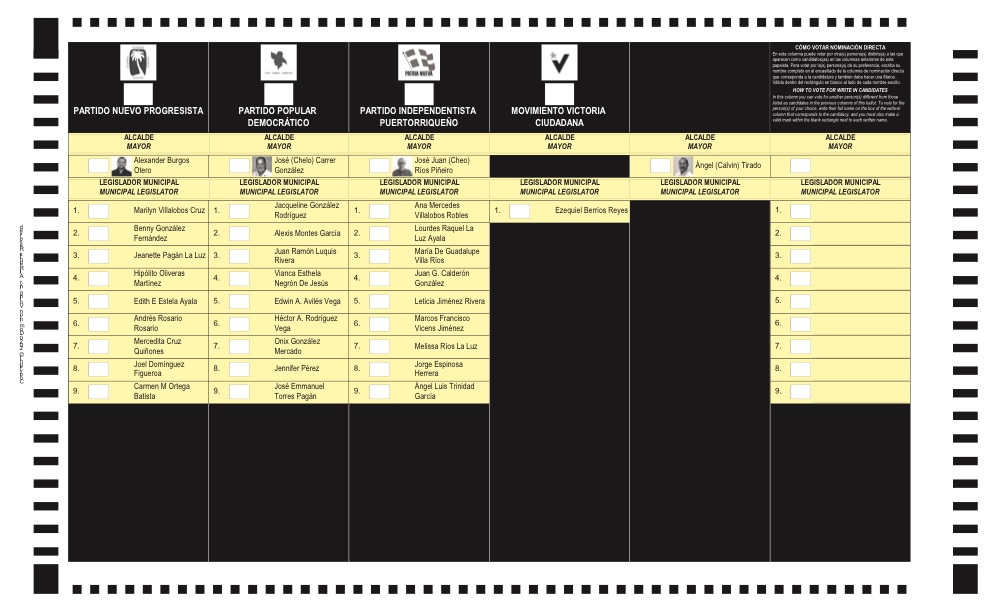 PATRIA NUEVA
PARTIDO NUEVO PROGRESISTA
PARTIDO POPULAR
DEMOCRÁTICO
PARTIDO INDEPENDENTISTA
PUERTORRIQUEÑO
MOVIMIENTO VICTORIA
CIUDADANA
CÓMO VOTAR NOMINACIÓN DIRECTA
En esta columna puede votar por otra(s) persona(s) distinta(s) a las que
aparecen como candidatos(as) en las columnas anteriores de esta
papeleta. Para votar por la(s) persona(s) de su preferencia, escriba su
nombre completo en el encasillado de la columna de nominación directa
que corresponda a la candidatura y también debe hacer una Marca
Válida dentro del rectángulo en blanco al lado de cada nombre escrito.
HOW TO VOTE FOR WRITE IN CANDIDATES
In this column you can vote for another person(s) different from those
listed as candidates in the previous columns of this ballot. To vote for the
person(s) of your choice, write their full name on the box of the write-in
column that corresponds to the candidacy, and you must also make a
valid mark within the blank rectangle next to each written name.
ALCALDE
MAYOR
Alexander Burgos
Otero
LEGISLADOR MUNICIPAL
MUNICIPAL LEGISLATOR
1. Marilyn Villalobos Cruz
2. Benny González
Fernández
3. Jeanette Pagán La Luz
4. Hipólito Oliveras
Martínez
5. Edith E Estela Ayala
6. Andrés Rosario
Rosario
7. Mercedita Cruz
Quiñones
8. Joel Domínguez
Figueroa
9. Carmen M Ortega
Batista
ALCALDE
MAYOR
José (Chelo) Carrer
González
LEGISLADOR MUNICIPAL
MUNICIPAL LEGISLATOR
1. Jacqueline González
Rodríguez
2. Alexis Montes García
3. Juan Ramón Luquis
Rivera
4. Vianca Esthela
Negrón De Jesús
5. Edwin A. Avilés Vega
6. Héctor A. Rodríguez
Vega
7. Onix González
Mercado
8. Jennifer Pérez
9. José Emmanuel
Torres Pagán
ALCALDE
MAYOR
José Juan (Cheo)
Ríos Piñeiro
LEGISLADOR MUNICIPAL
MUNICIPAL LEGISLATOR
1. Ana Mercedes
Villalobos Robles
2. Lourdes Raquel La
Luz Ayala
3. María De Guadalupe
Villa Ríos
4. Juan G. Calderón
González
5. Leticia Jiménez Rivera
6. Marcos Francisco
Vicens Jiménez
7. Melissa Ríos La Luz
8. Jorge Espinosa
Herrera
9. Ángel Luis Trinidad
García
ALCALDE
MAYOR
LEGISLADOR MUNICIPAL
MUNICIPAL LEGISLATOR
1. Ezequiel Berríos Reyes
ALCALDE
MAYOR
Ángel (Calvín) Tirado
LEGISLADOR MUNICIPAL
MUNICIPAL LEGISLATOR
ALCALDE
MAYOR
LEGISLADOR MUNICIPAL
MUNICIPAL LEGISLATOR
1.
2.
3.
4.
5.
6.
7.
8.
9.